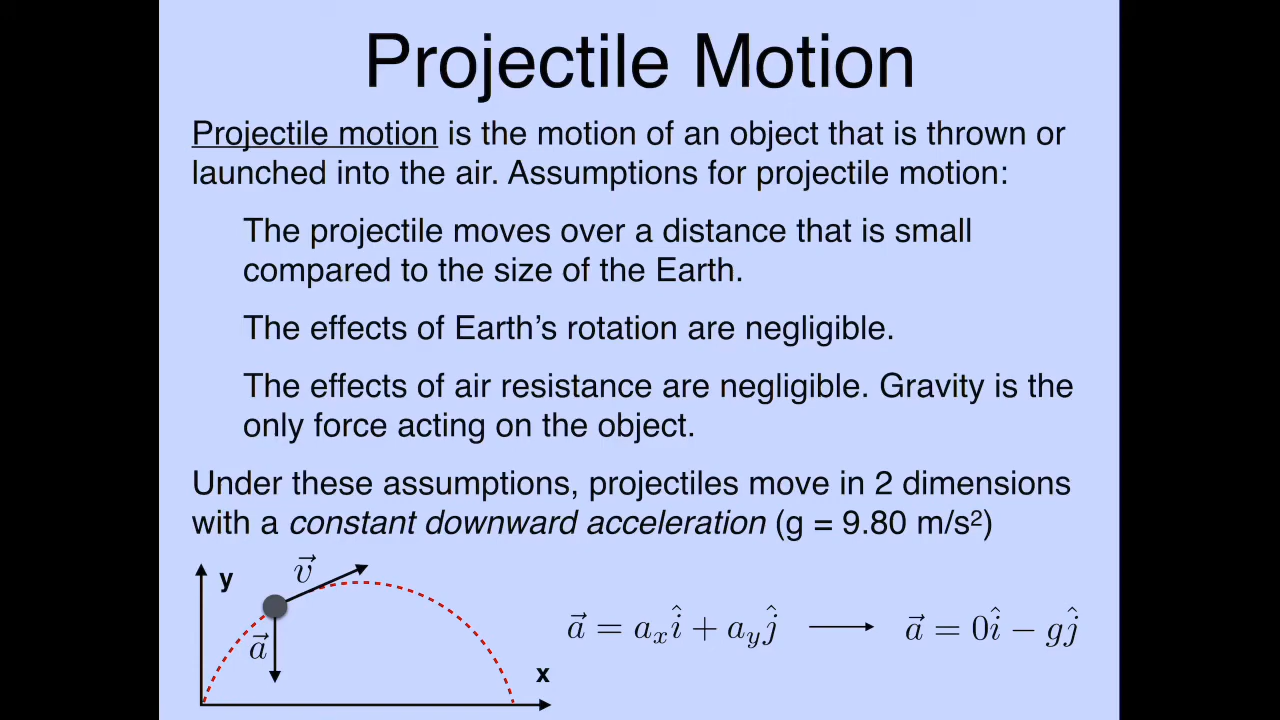 Projectile Motion
Projectile motion is the motion of an object that is thrown or
launched into the air. Assumptions for projectile motion:
The projectile moves over a distance that is small
compared to the size of the Earth.
The effects of Earth’s rotation are negligible.
The effects of air resistance are negligible. Gravity is the
only force acting on the object.
Under these assumptions, projectiles move in 2 dimensions
with a constant downward acceleration (g = 9.80 m/s²)
y
v⃗
a⃗
x
a⃗ = aₓî + a_yĵ ⟶ a⃗ = 0î − gĵ